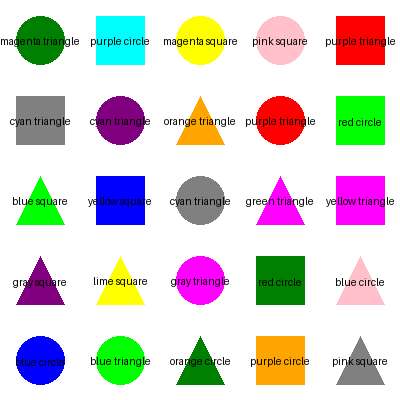 magenta triangle
purple circle
magenta square
pink square
purple triangle
cyan triangle
cyan triangle
orange triangle
purple triangle
red circle
blue square
yellow square
cyan triangle
green triangle
yellow triangle
gray square
lime square
gray triangle
red circle
blue circle
blue circle
blue triangle
orange circle
purple circle
pink square